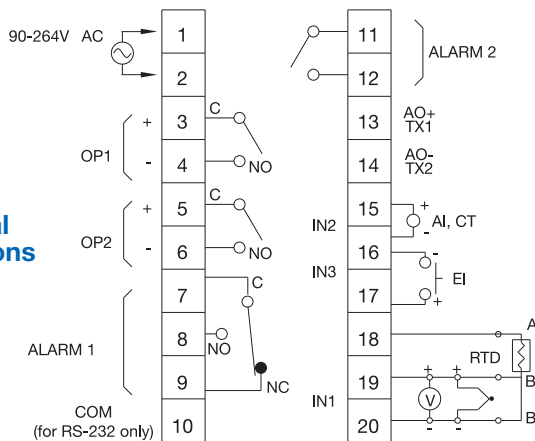 90-264V AC
1
2
OP1
+
-
3
4
C
NO
OP2
+
-
5
6
C
NO
al
ons
ALARM 1
7
8
9
C
NO
NC
COM
(for RS-232 only)
10
11
12
ALARM 2
13
AO+
TX1
14
AO-
TX2
IN2
15
+
-
AI, CT
IN3
16
17
-
+
EI
18
A
RTD
IN1
19
20
+
V
-
+
-
B
B